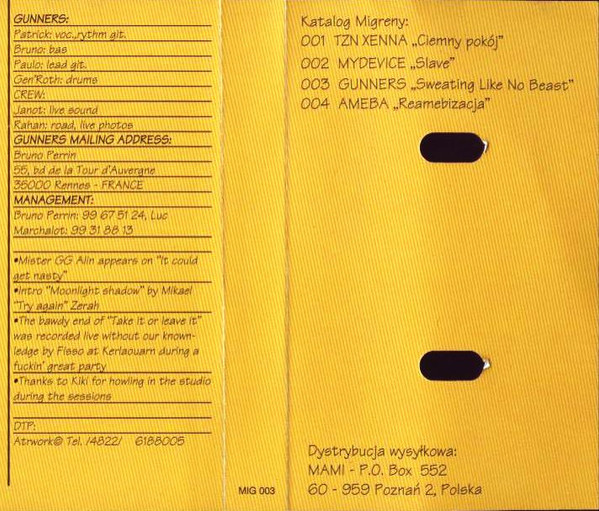 GUNNERS:
Patrick: voc.,rythm git.
Bruno: bas
Paulo: lead git.
Gen'Roth: drums
CREW:
Janot: live sound
Rahan: road, live photos
GUNNERS MAILING ADDRESS:
Bruno Perrin
55, bd de la Tour d'Auvergne
35000 Rennes - FRANCE
MANAGEMENT:
Bruno Perrin: 99 67 51 24, Luc
Marchalot: 99 31 88 13
•Mister GG Alin appears on "It could
get nasty"
•Intro "Moonlight shadow" by Mikael
"Try again" Zerah
•The bawdy end of "Take it or leave it"
was recorded live without our know-
ledge by Fisso at Kerlaouarn during a
fuckin' great party
•Thanks to Kiki for howling in the studio
during the sessions
DTP:
Atrwork© Tel. /4822/ 6188005
MIG 003
Katalog Migreny:
001 TZN XENNA „Ciemny pokój"
002 MYDEVICE „Slave"
003 GUNNERS „Sweating Like No Beast"
004 AMEBA „Reamebizacja"
Dystrybucja wysyłkowa:
MAMI - P.O. Box 552
60 - 959 Poznań 2, Polska